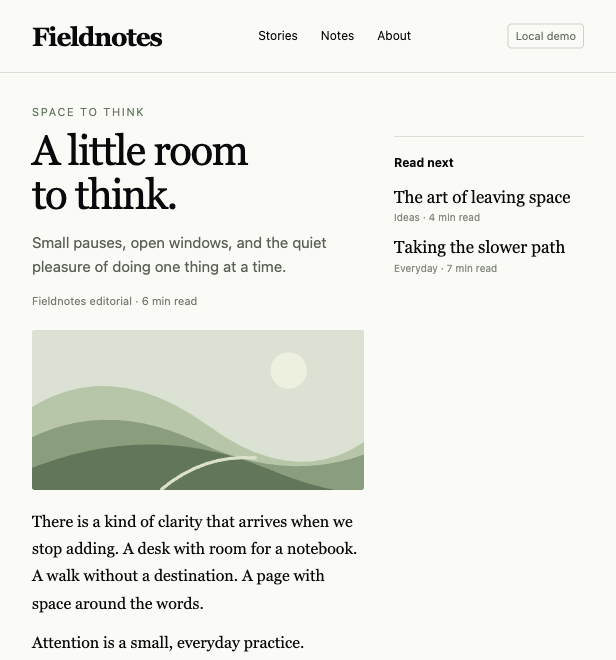 Fieldnotes
Stories Notes About
Local demo
SPACE TO THINK
A little room
to think.
Small pauses, open windows, and the quiet
pleasure of doing one thing at a time.
Fieldnotes editorial · 6 min read
There is a kind of clarity that arrives when we
stop adding. A desk with room for a notebook.
A walk without a destination. A page with
space around the words.
Attention is a small, everyday practice.
Read next
The art of leaving space
Ideas · 4 min read
Taking the slower path
Everyday · 7 min read